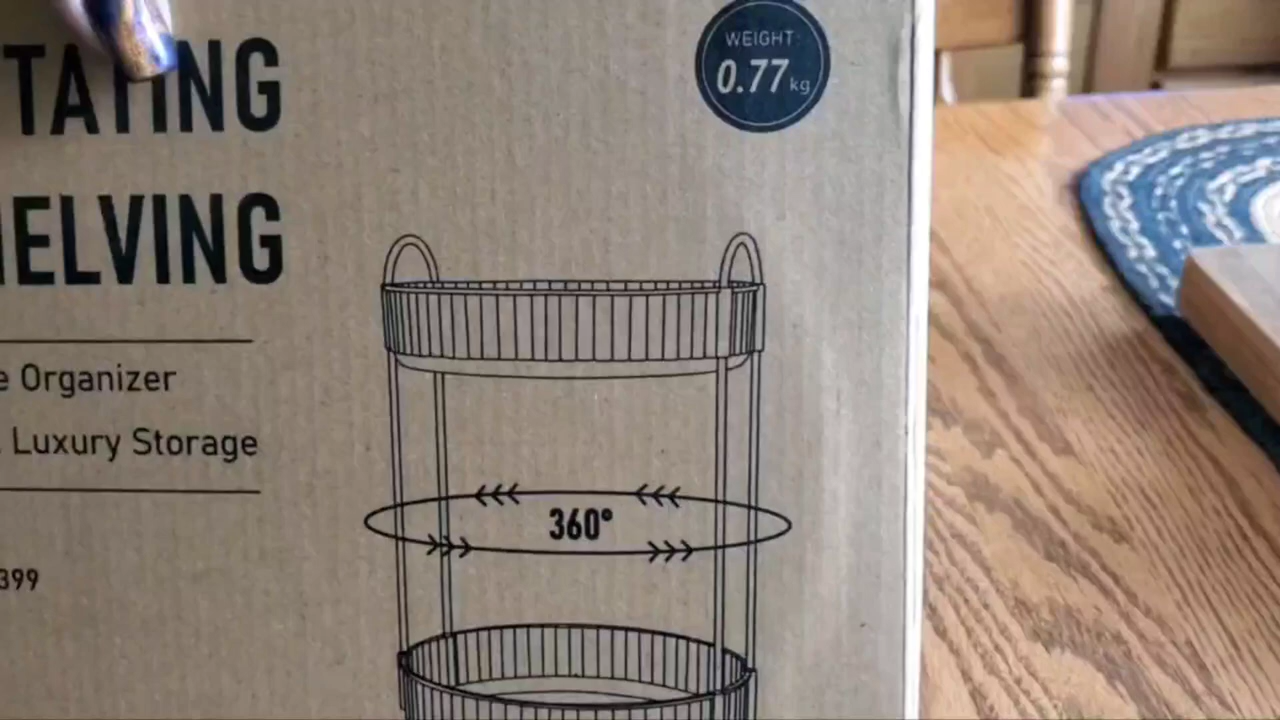 TATING
WEIGHT:
0.77 kg
HELVING
e Organizer
Luxury Storage
360°
399